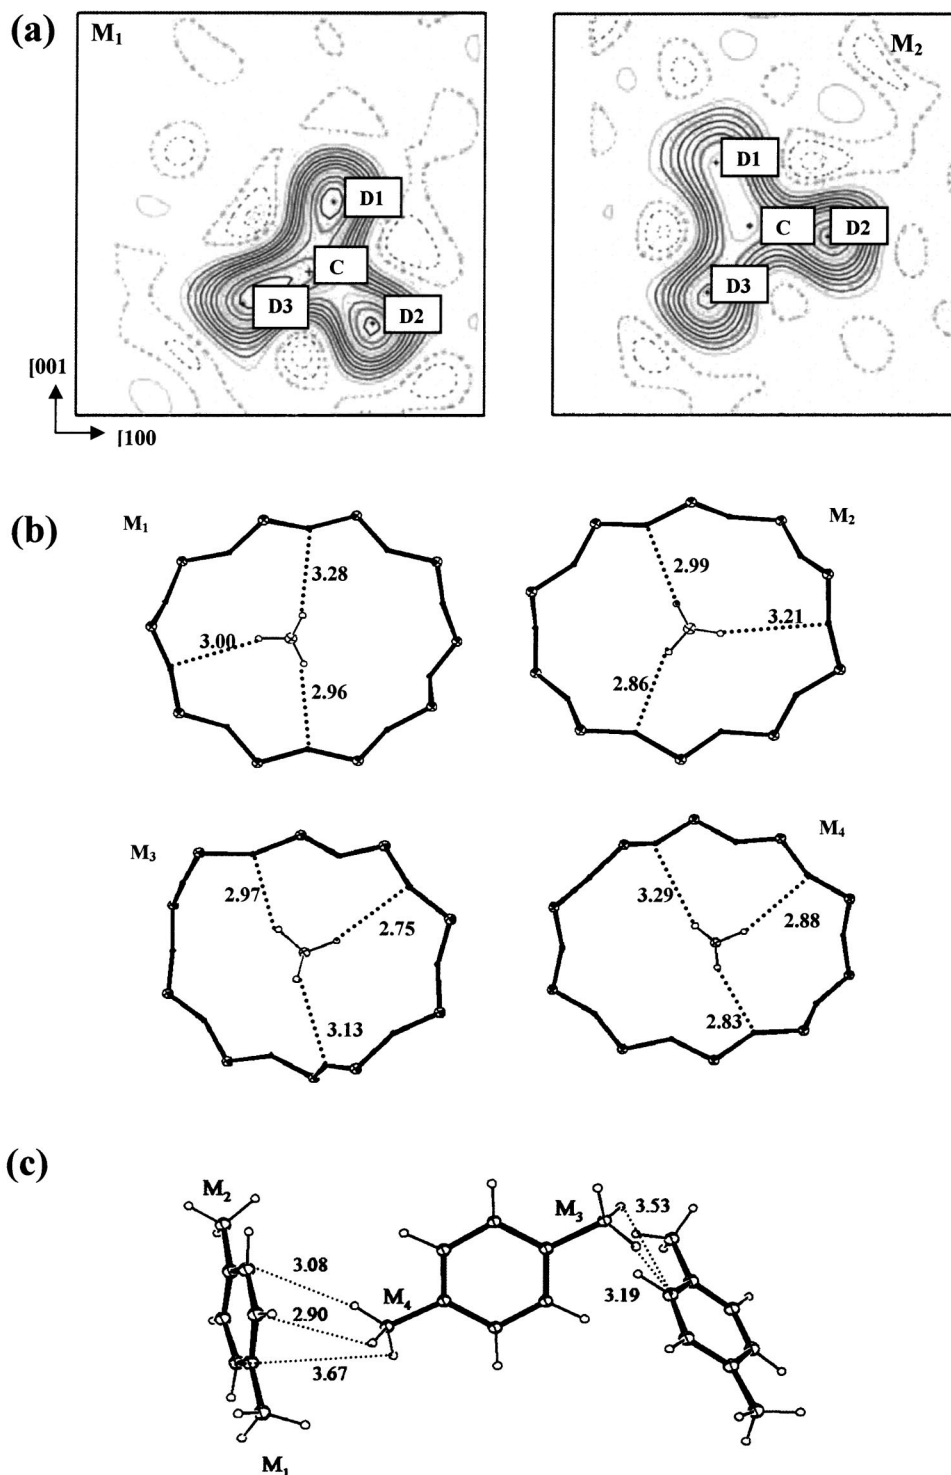 (a)
M1
D1
C
D3
D2
[001]
[100
M2
D1
C
D2
D3
(b)
M1
3.28
3.00
2.96
M2
2.99
3.21
2.86
M3
2.97
2.75
3.13
M4
3.29
2.88
2.83
(c)
M2
3.08
2.90
M4
3.67
M1
M3
3.53
3.19